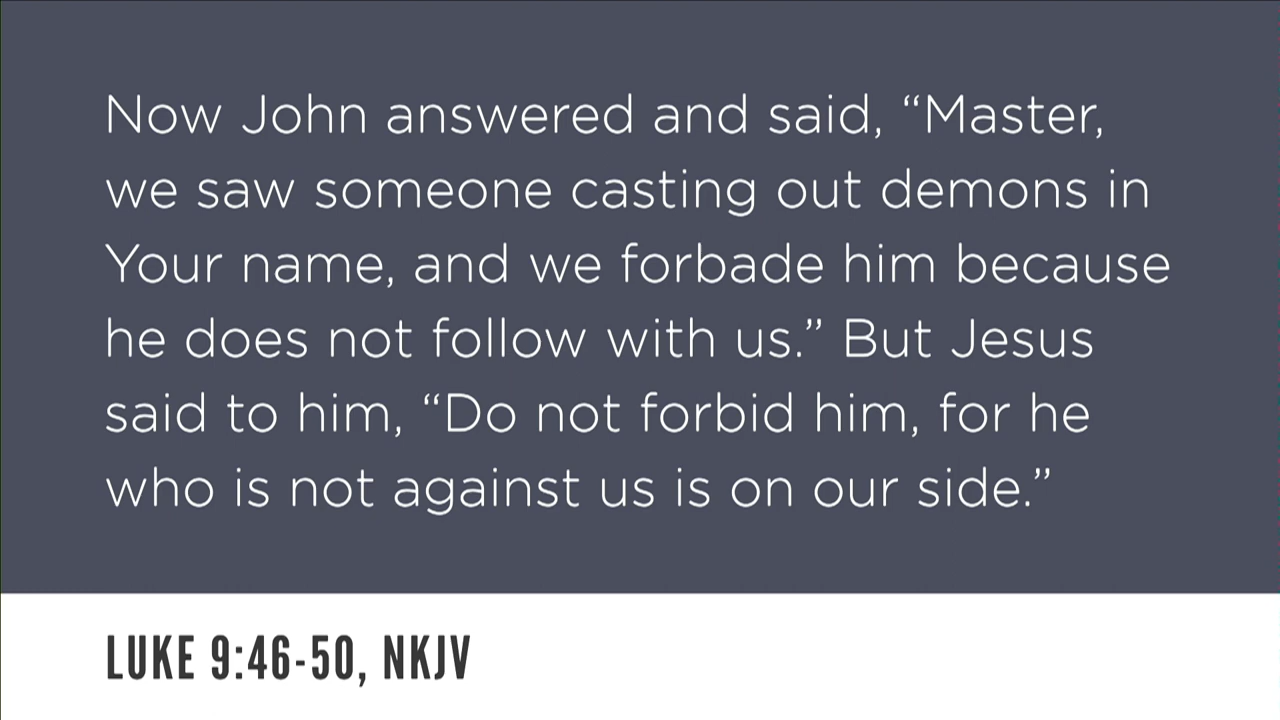 Now John answered and said, “Master,
we saw someone casting out demons in
Your name, and we forbade him because
he does not follow with us.” But Jesus
said to him, “Do not forbid him, for he
who is not against us is on our side.”
LUKE 9:46-50, NKJV